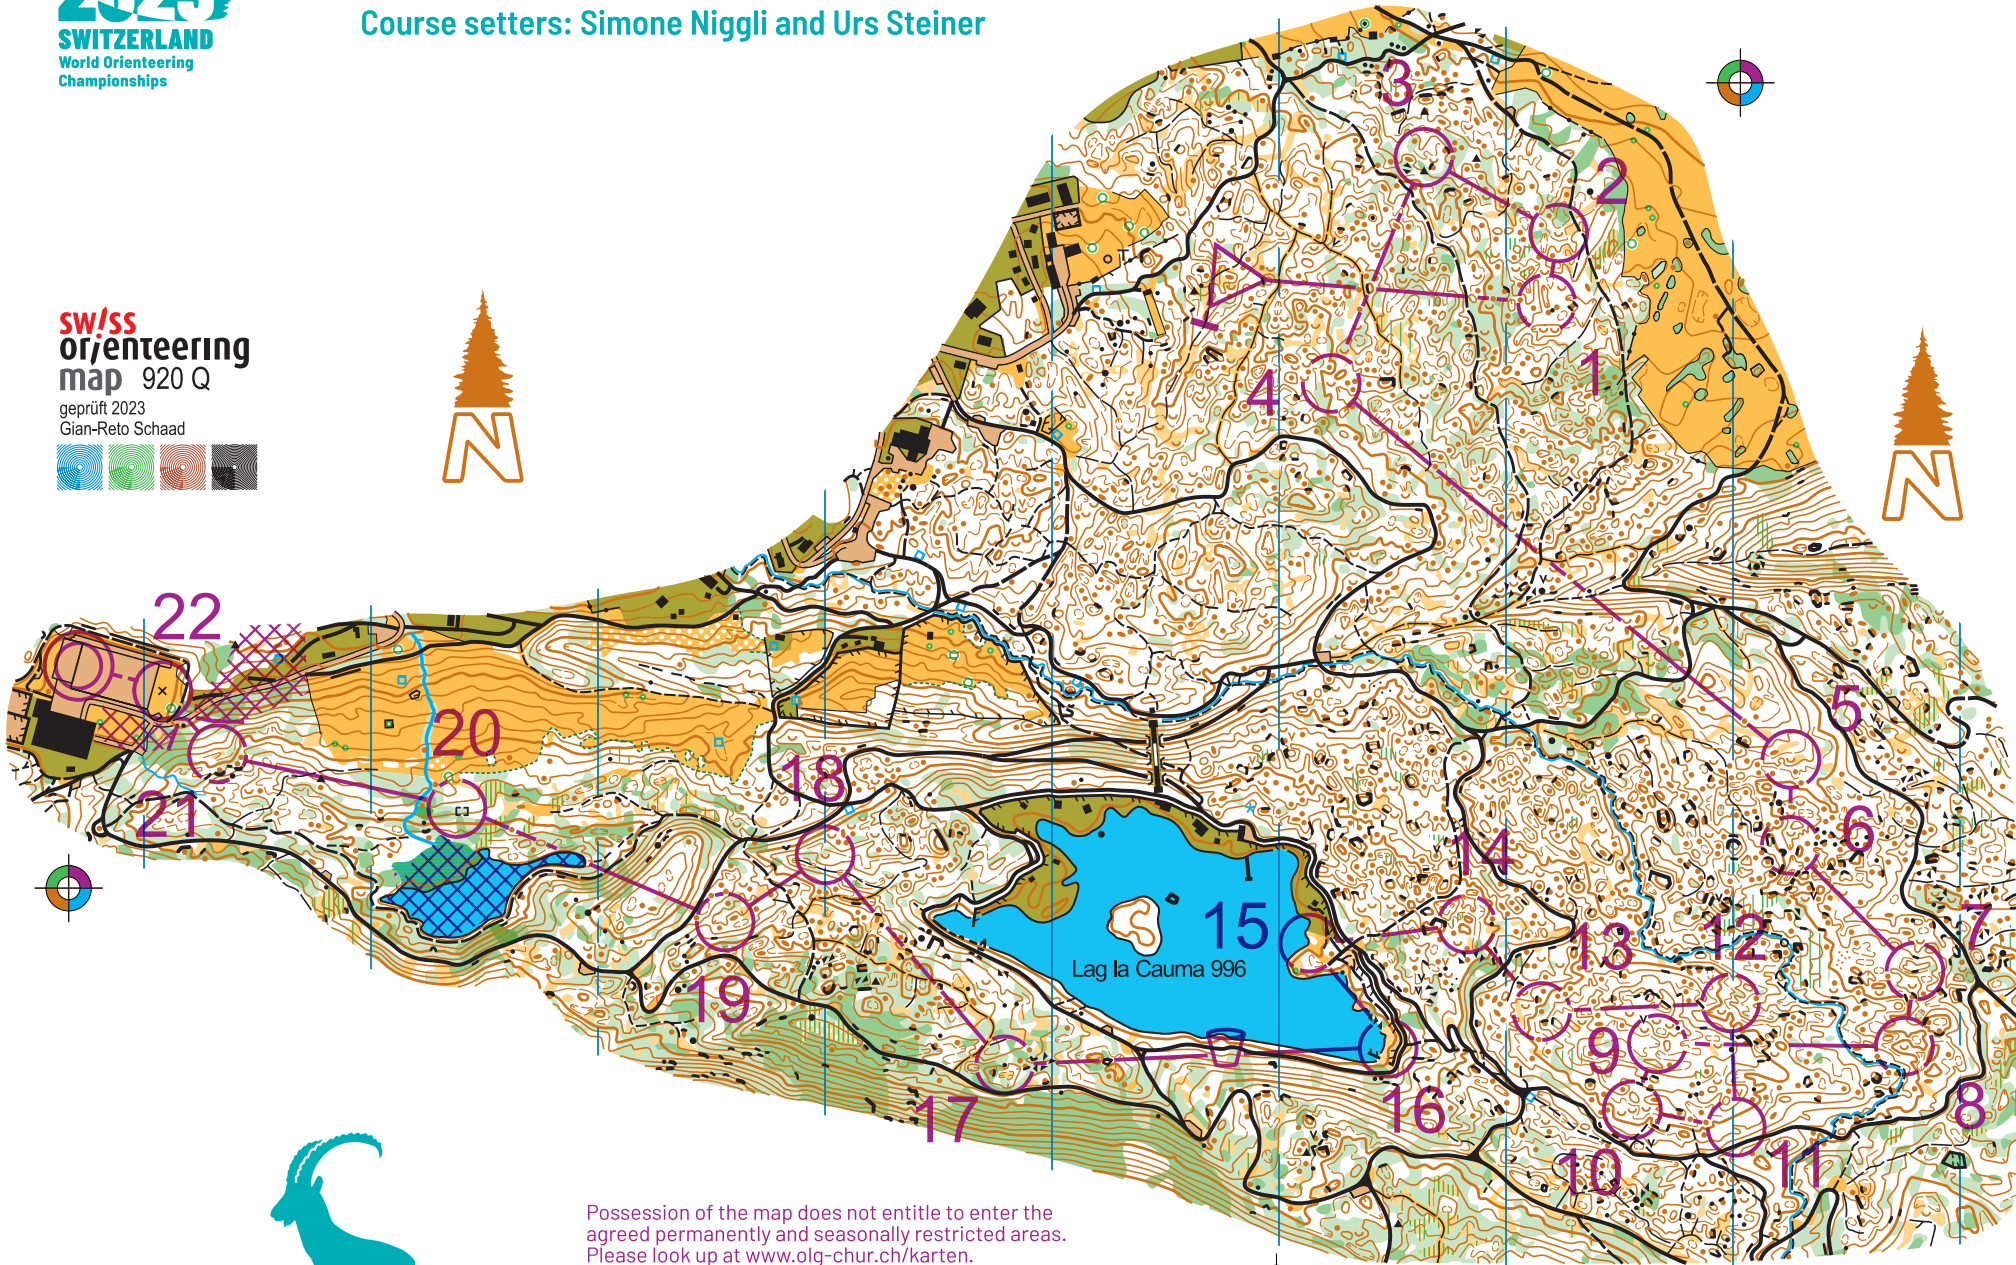 2023
SWITZERLAND
World Orienteering
Championships
Course setters: Simone Niggli and Urs Steiner
swiss
orienteering
map 920 Q
geprüft 2023
Gian-Reto Schaad
N
N
3
2
1
4
22
5
20
18
6
21
14
15
7
13
12
Lag la Cauma 996
19
9
17
16
8
10
11
Possession of the map does not entitle to enter the
agreed permanently and seasonally restricted areas.
Please look up at www.olg-chur.ch/karten.